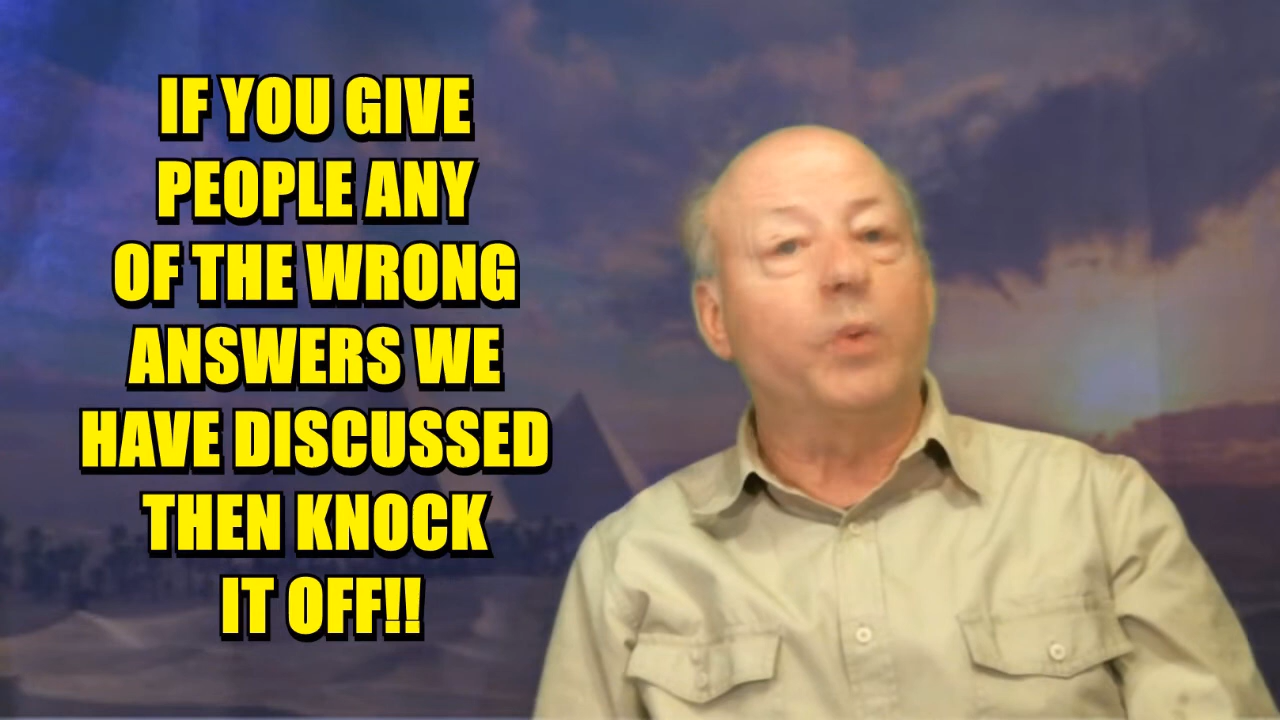 IF YOU GIVE
PEOPLE ANY
OF THE WRONG
ANSWERS WE
HAVE DISCUSSED
THEN KNOCK
IT OFF!!